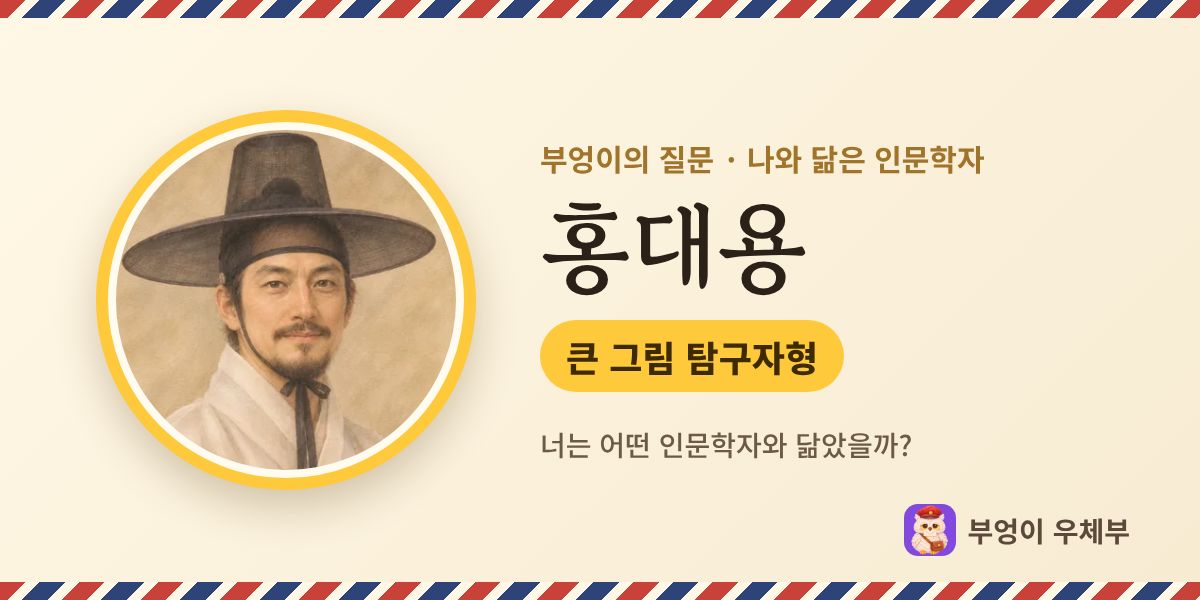 부엉이의 질문 · 나와 닮은 인문학자
홍대용
큰 그림 탐구자형
너는 어떤 인문학자와 닮았을까?
부엉이 우체부